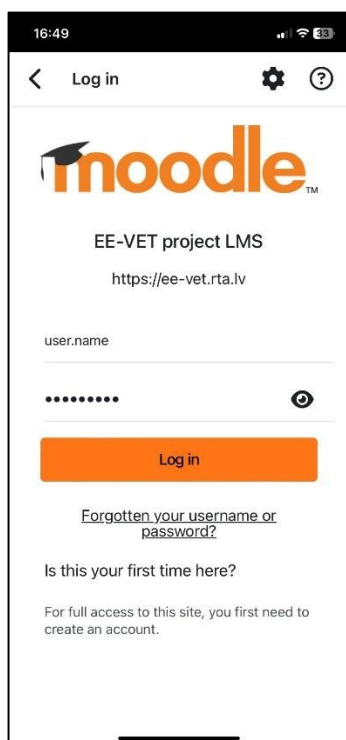 16:49 33
Log in
moodle TM
EE-VET project LMS
https://ee-vet.rta.lv
user.name
•••••••••
Log in
Forgotten your username or
password?
Is this your first time here?
For full access to this site, you first need to
create an account.